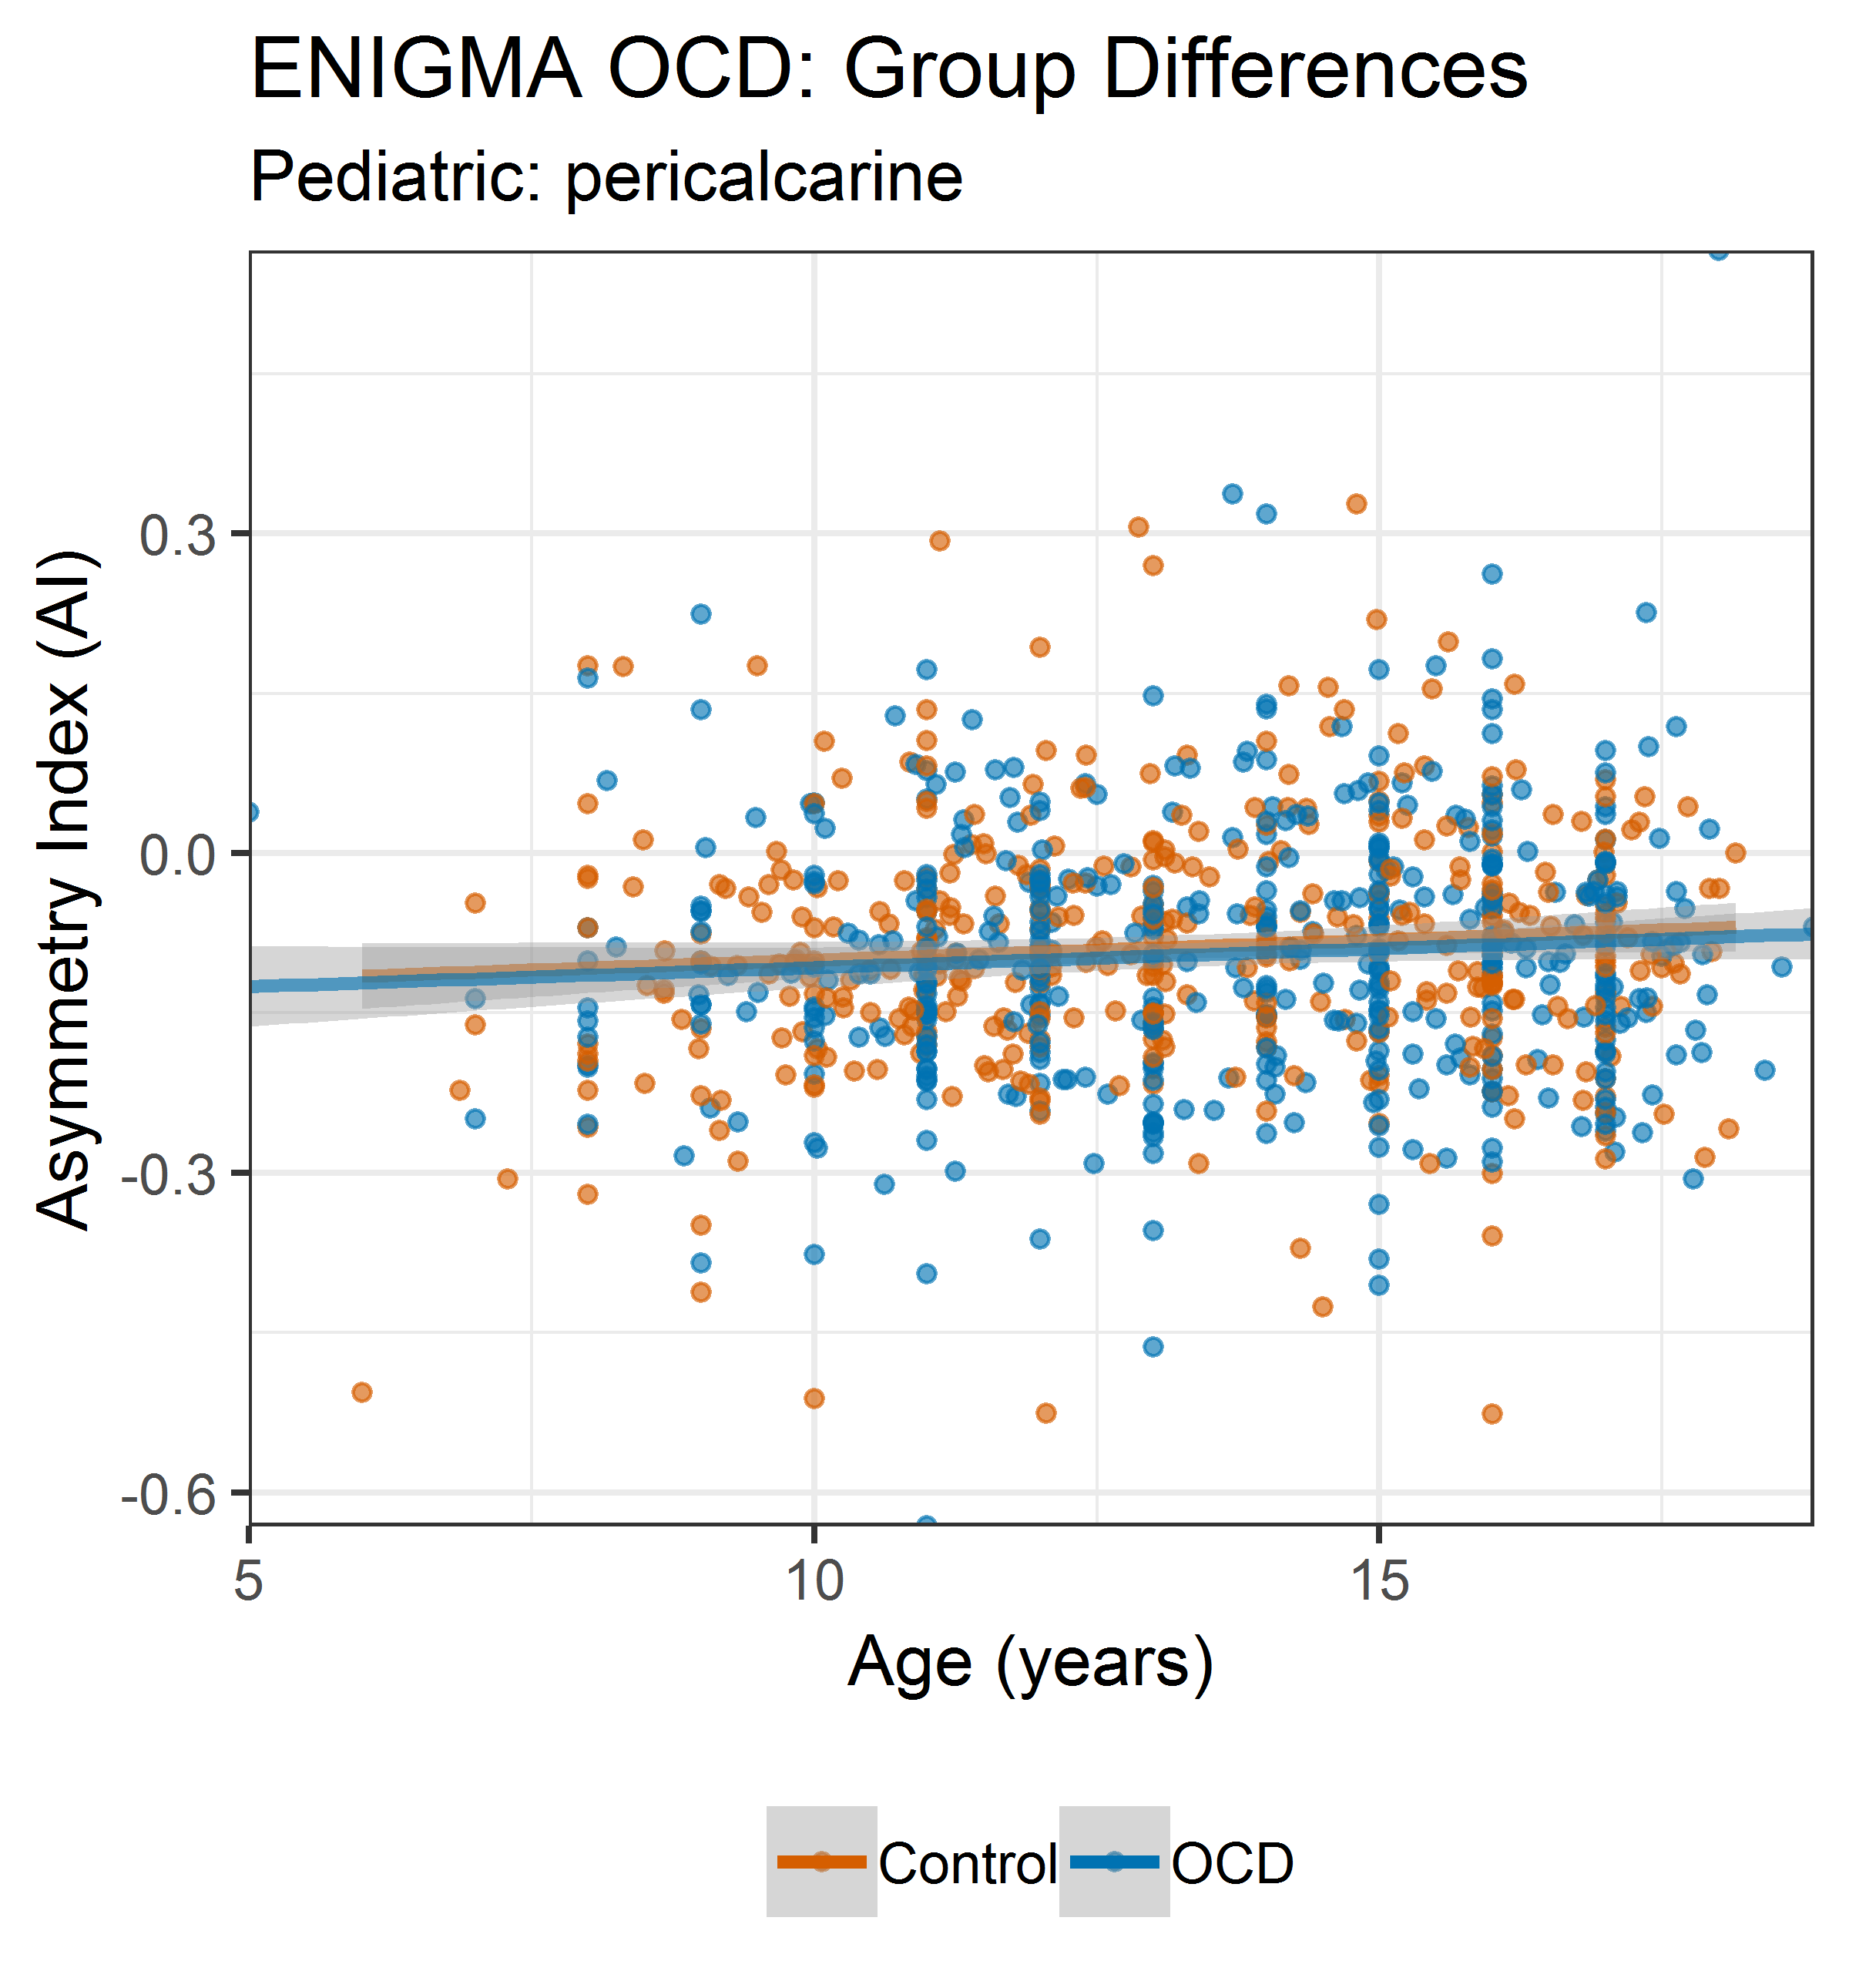 ENIGMA OCD: Group Differences
Pediatric: pericalcarine
Asymmetry Index (AI)
0.3
0.0
-0.3
-0.6
5 10 15
Age (years)
Control OCD